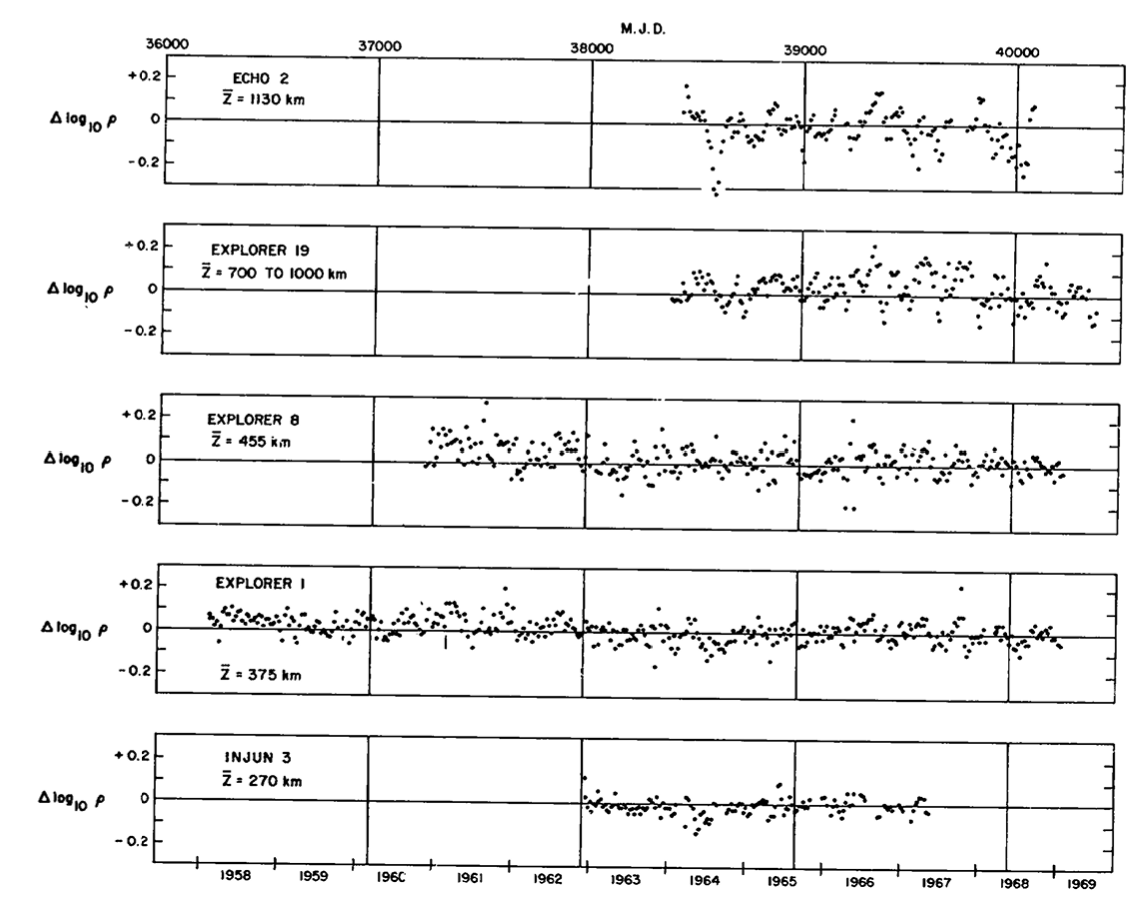 M.J.D.
36000 37000 38000 39000 40000
ECHO 2
Z̄ = 1130 km
+0.2
Δ log10 ρ 0
-0.2
EXPLORER 19
Z̄ = 700 TO 1000 km
+0.2
Δ log10 ρ 0
-0.2
EXPLORER 8
Z̄ = 455 km
+0.2
Δ log10 ρ 0
-0.2
EXPLORER 1
+0.2
Δ log10 ρ 0
-0.2
Z̄ = 375 km
INJUN 3
Z̄ = 270 km
+0.2
Δ log10 ρ 0
-0.2
1958 1959 1960 1961 1962 1963 1964 1965 1966 1967 1968 1969